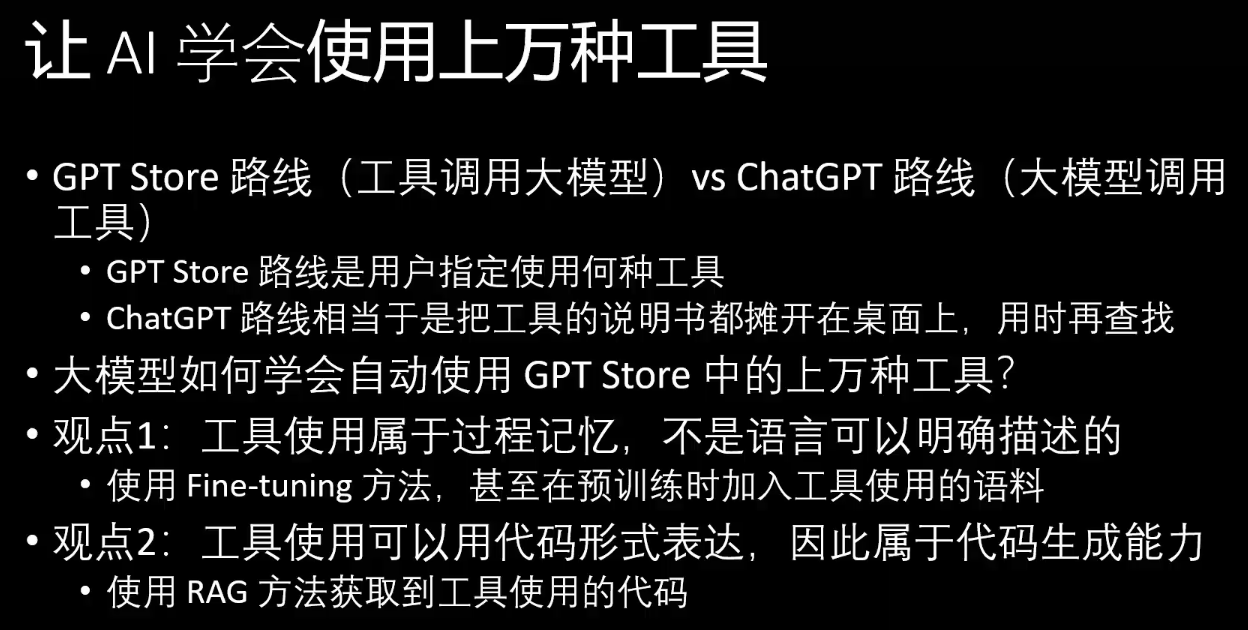 让 AI 学会使用上万种工具
• GPT Store 路线（工具调用大模型）vs ChatGPT 路线（大模型调用
工具）
• GPT Store 路线是用户指定使用何种工具
• ChatGPT 路线相当于是把工具的说明书都摊开在桌面上，用时再查找
• 大模型如何学会自动使用 GPT Store 中的上万种工具？
• 观点1：工具使用属于过程记忆，不是语言可以明确描述的
• 使用 Fine-tuning 方法，甚至在预训练时加入工具使用的语料
• 观点2：工具使用可以用代码形式表达，因此属于代码生成能力
• 使用 RAG 方法获取到工具使用的代码